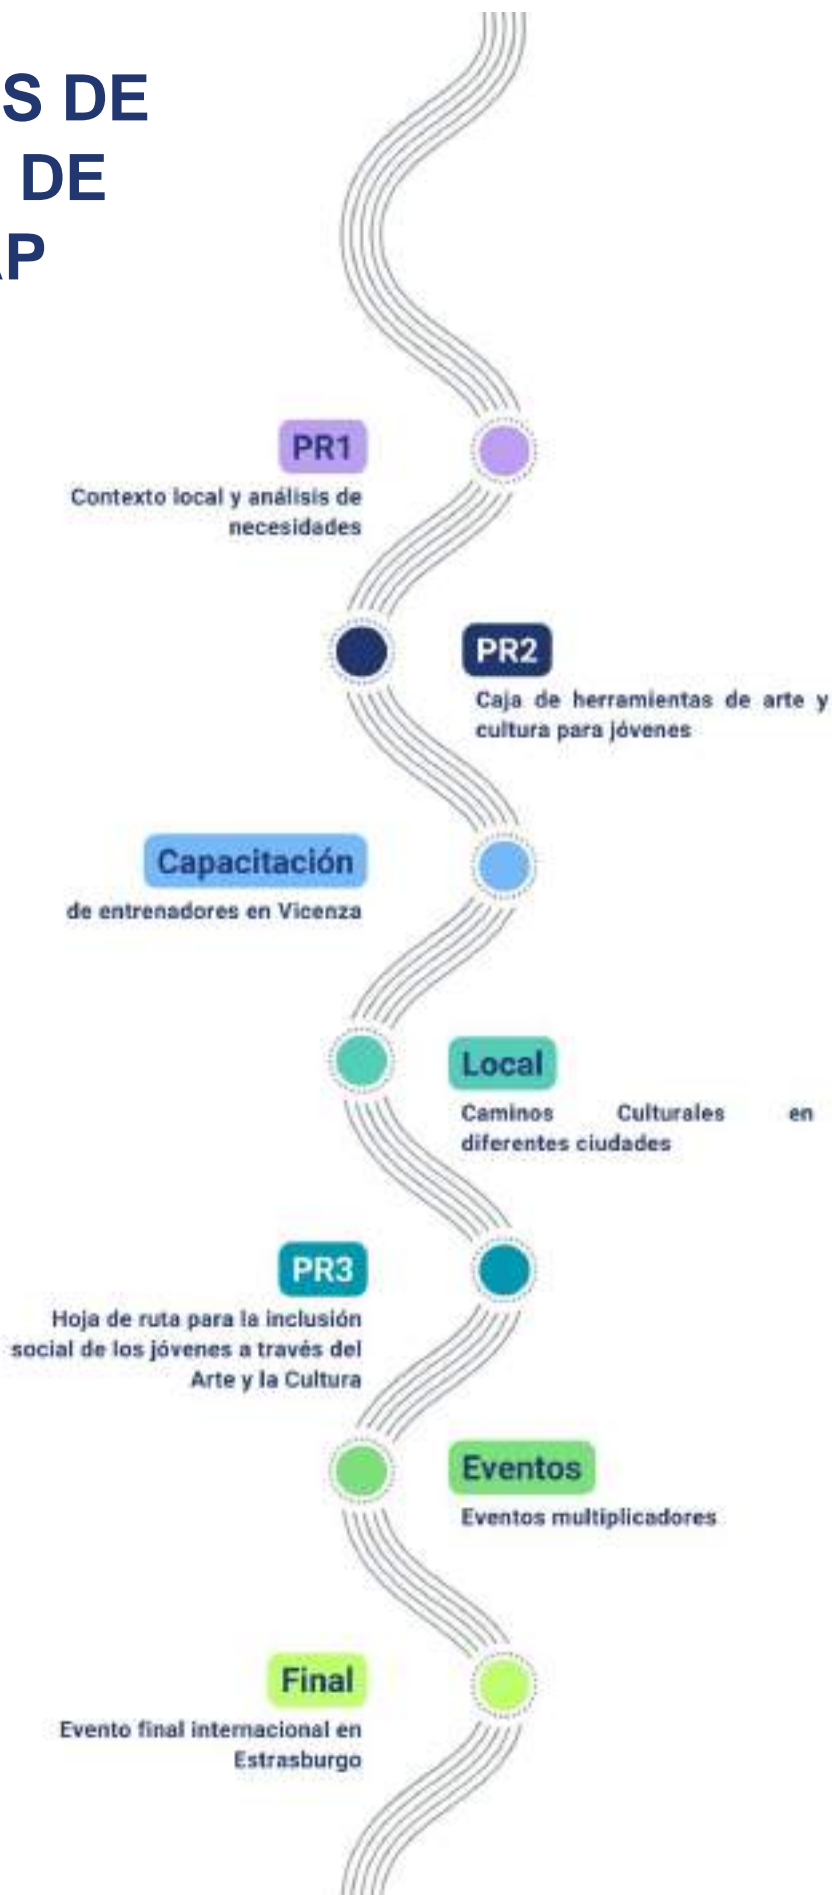 S DE
DE
AP
PR1
Contexto local y análisis de
necesidades
PR2
Caja de herramientas de arte y
cultura para jóvenes
Capacitación
de entrenadores en Vicenza
Local
Caminos Culturales en
diferentes ciudades
PR3
Hoja de ruta para la inclusión
social de los jóvenes a través del
Arte y la Cultura
Eventos
Eventos multiplicadores
Final
Evento final internacional en
Estrasburgo